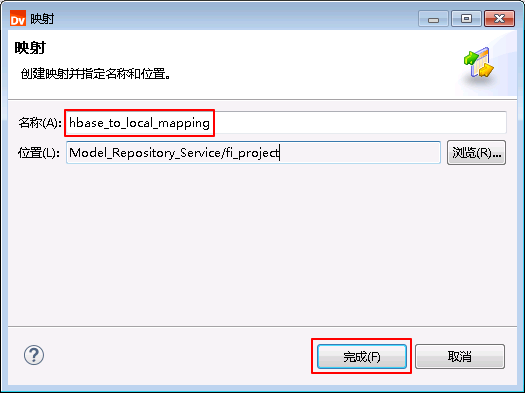 Dv 映射
映射
创建映射并指定名称和位置。
名称(A): hbase_to_local_mapping
位置(L): Model_Repository_Service/fi_project 浏览(R)...
? 完成(F) 取消